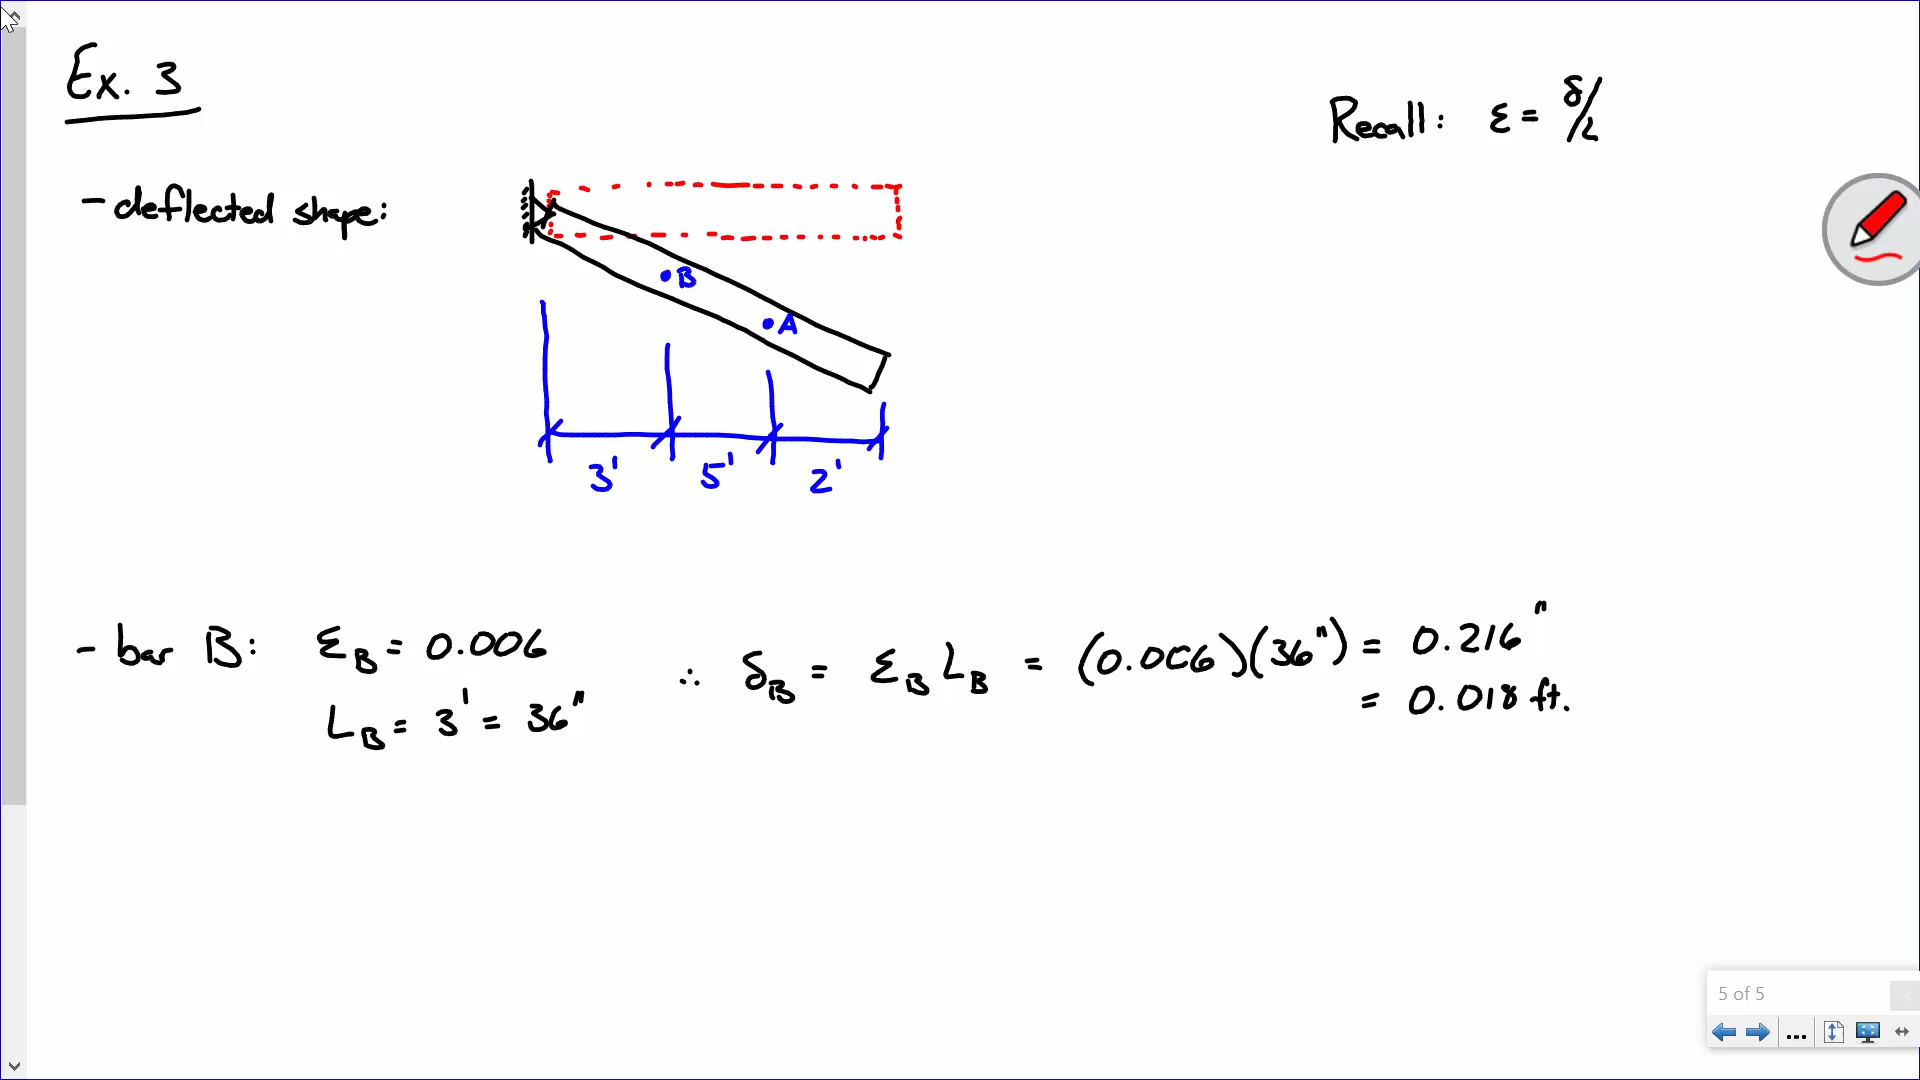 Ex. 3
Recall: ε = δ/L
- deflected shape:
B
A
3' 5' 2'
- bar B: ε_B = 0.006
L_B = 3' = 36"
∴ δ_B = ε_B L_B = (0.006)(36") = 0.216"
= 0.018 ft.
5 of 5
...